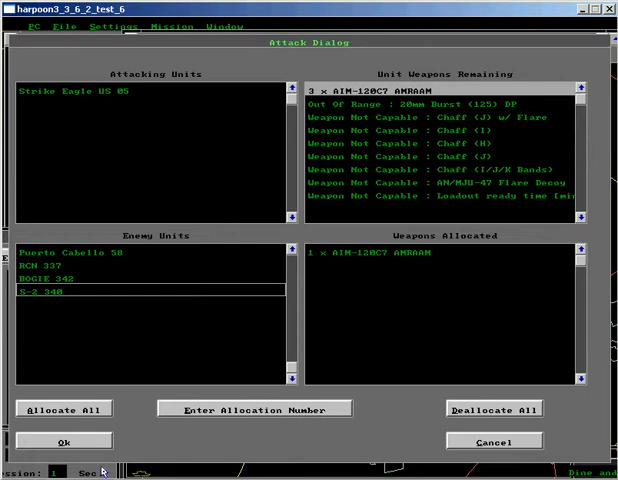 harpoon3_3_6_2_test_6
PC File Settings Mission Window
Attack Dialog
Attacking Units
Strike Eagle US 05
Unit Weapons Remaining
3 x AIM-120C7 AMRAAM
Out Of Range : 20mm Burst (125) DP
Weapon Not Capable : Chaff (J) w/ Flare
Weapon Not Capable : Chaff (I)
Weapon Not Capable : Chaff (H)
Weapon Not Capable : Chaff (J)
Weapon Not Capable : Chaff (I/J/K Bands)
Weapon Not Capable : AN/MJU-47 Flare Decoy
Weapon Not Capable : Loadout ready time [min
Enemy Units
Puerto Cabello 58
RCN 337
BOGIE 342
S-2 340
Weapons Allocated
1 x AIM-120C7 AMRAAM
Allocate All
Enter Allocation Number
Deallocate All
Ok
Cancel
ssion: 1 Sec
Dine and